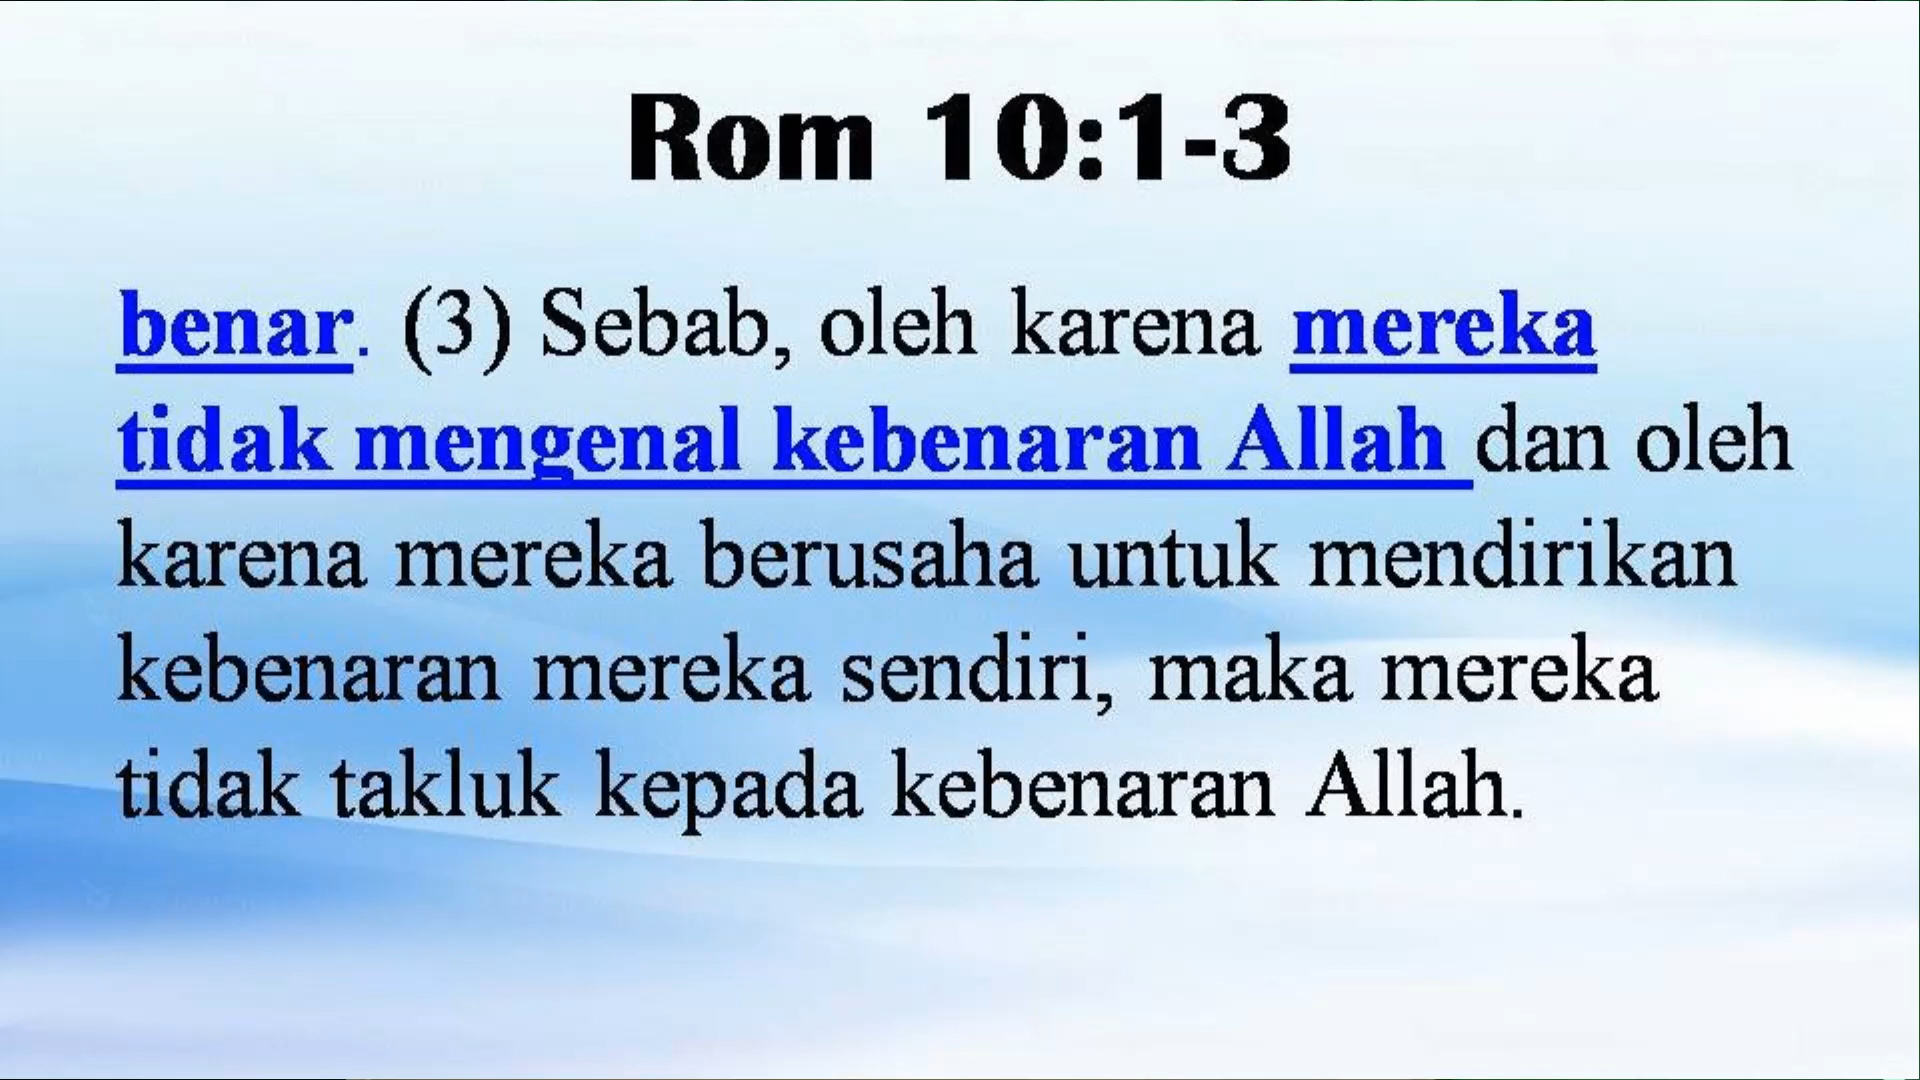 Rom 10:1-3
benar. (3) Sebab, oleh karena mereka
tidak mengenal kebenaran Allah dan oleh
karena mereka berusaha untuk mendirikan
kebenaran mereka sendiri, maka mereka
tidak takluk kepada kebenaran Allah.